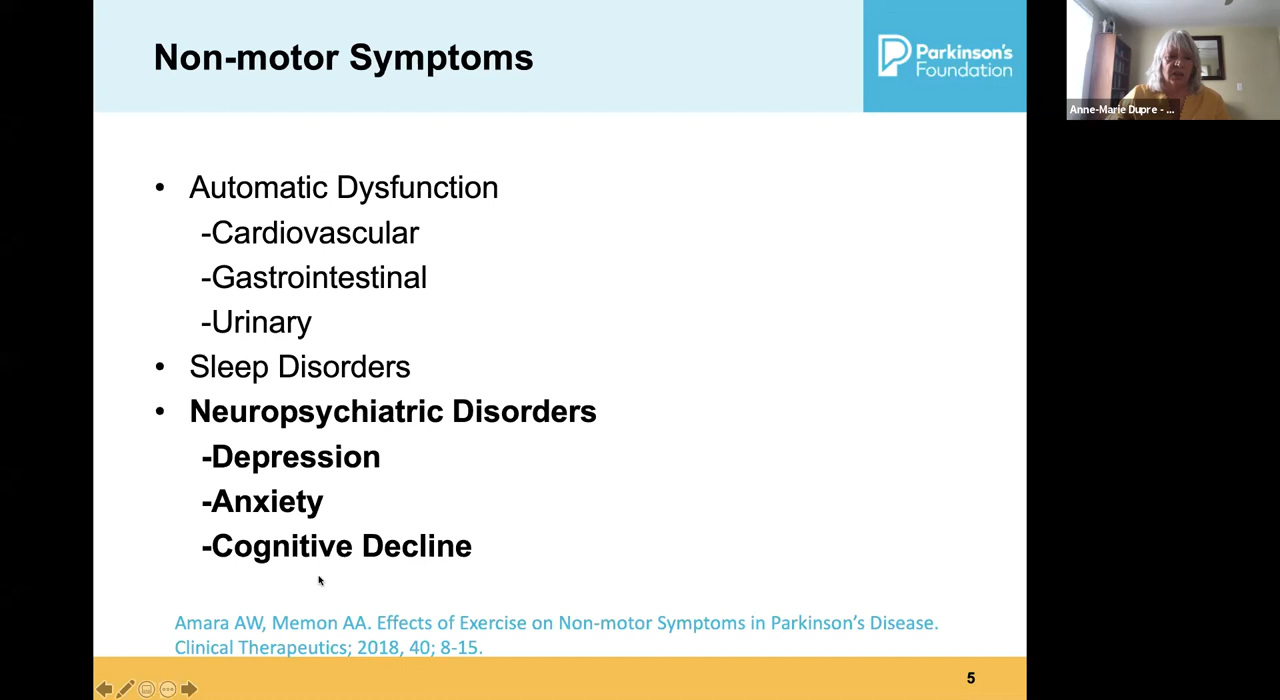 Non-motor Symptoms
Parkinson's
Foundation
Anne-Marie Dupre - ...
• Automatic Dysfunction
-Cardiovascular
-Gastrointestinal
-Urinary
• Sleep Disorders
• Neuropsychiatric Disorders
-Depression
-Anxiety
-Cognitive Decline
Amara AW, Memon AA. Effects of Exercise on Non-motor Symptoms in Parkinson’s Disease.
Clinical Therapeutics; 2018, 40; 8-15.
5